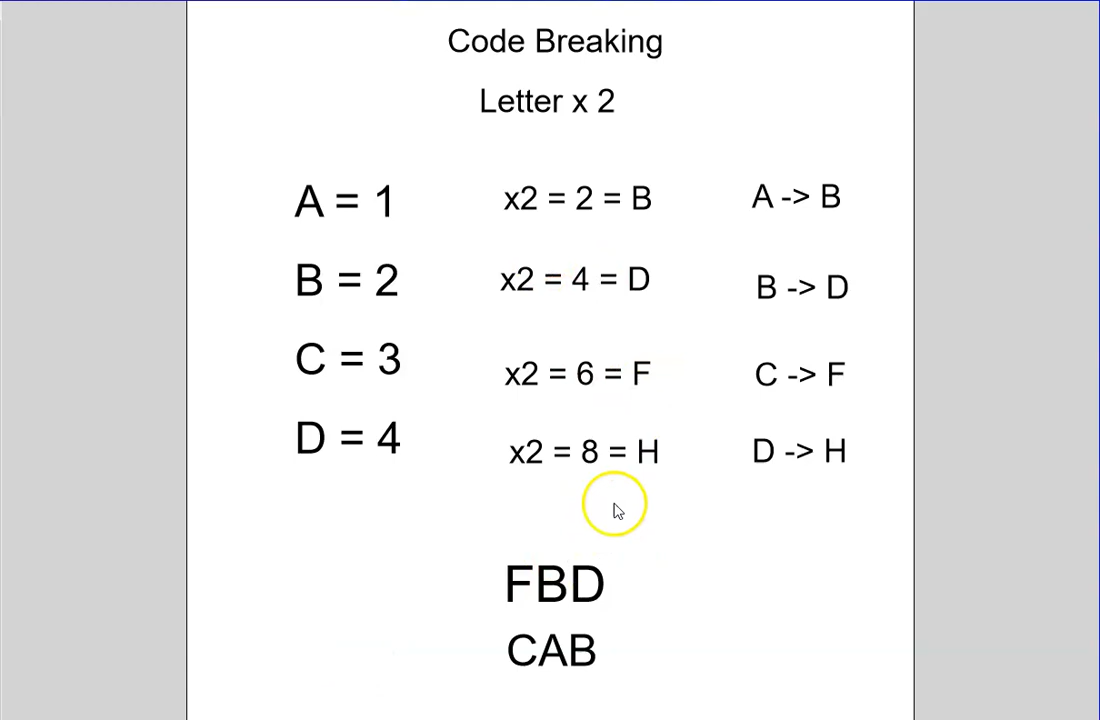 Code Breaking
Letter x 2
A = 1 x2 = 2 = B A -> B
B = 2 x2 = 4 = D B -> D
C = 3 x2 = 6 = F C -> F
D = 4 x2 = 8 = H D -> H
FBD
CAB